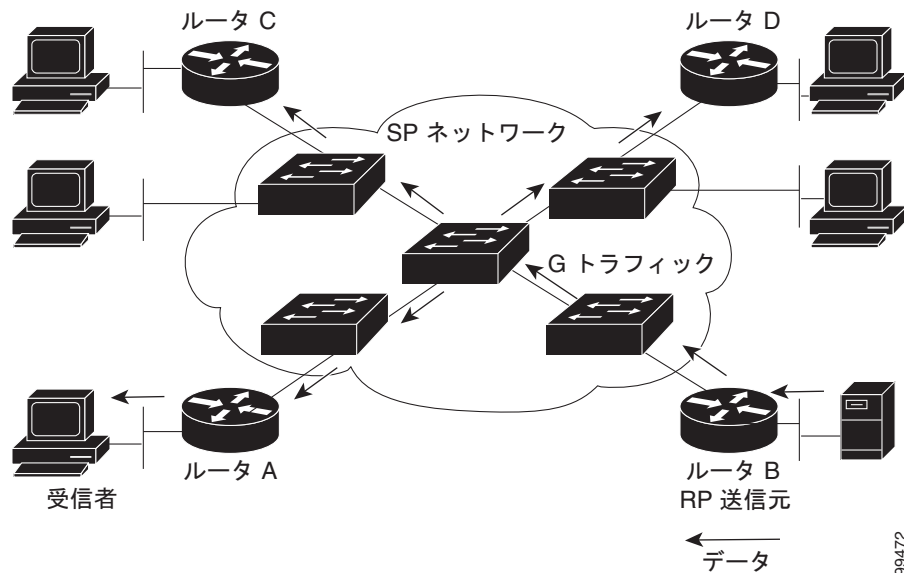 ルータ C
ルータ D
SP ネットワーク
G トラフィック
ルータ A
受信者
ルータ B
RP 送信元
データ
99472